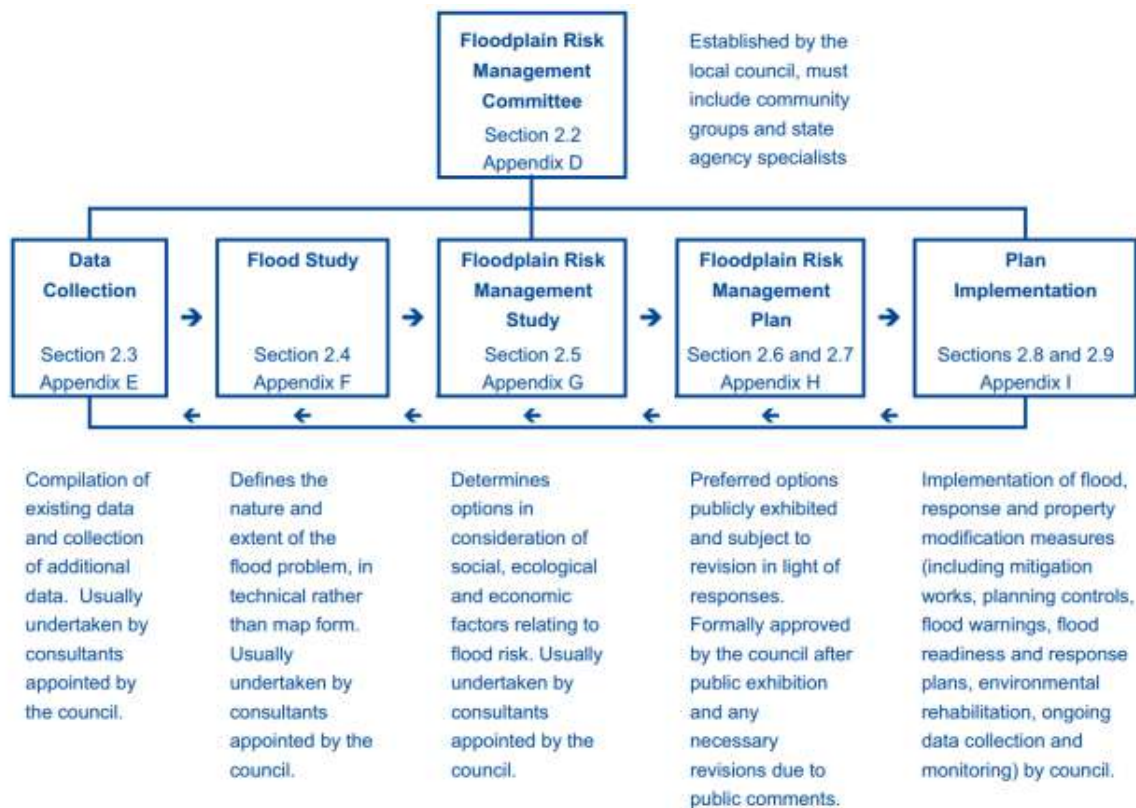 Floodplain Risk
Management
Committee
Section 2.2
Appendix D
Established by the
local council, must
include community
groups and state
agency specialists
Data
Collection
Section 2.3
Appendix E
→
Flood Study
Section 2.4
Appendix F
→
Floodplain Risk
Management
Study
Section 2.5
Appendix G
→
Floodplain Risk
Management
Plan
Section 2.6 and 2.7
Appendix H
→
Plan
Implementation
Sections 2.8 and 2.9
Appendix I
← ← ← ← ← ← ←
Compilation of
existing data
and collection
of additional
data. Usually
undertaken by
consultants
appointed by
the council.
Defines the
nature and
extent of the
flood problem, in
technical rather
than map form.
Usually
undertaken by
consultants
appointed by the
council.
Determines
options in
consideration of
social, ecological
and economic
factors relating to
flood risk. Usually
undertaken by
consultants
appointed by the
council.
Preferred options
publicly exhibited
and subject to
revision in light of
responses.
Formally approved
by the council after
public exhibition
and any
necessary
revisions due to
public comments.
Implementation of flood,
response and property
modification measures
(including mitigation
works, planning controls,
flood warnings, flood
readiness and response
plans, environmental
rehabilitation, ongoing
data collection and
monitoring) by council.